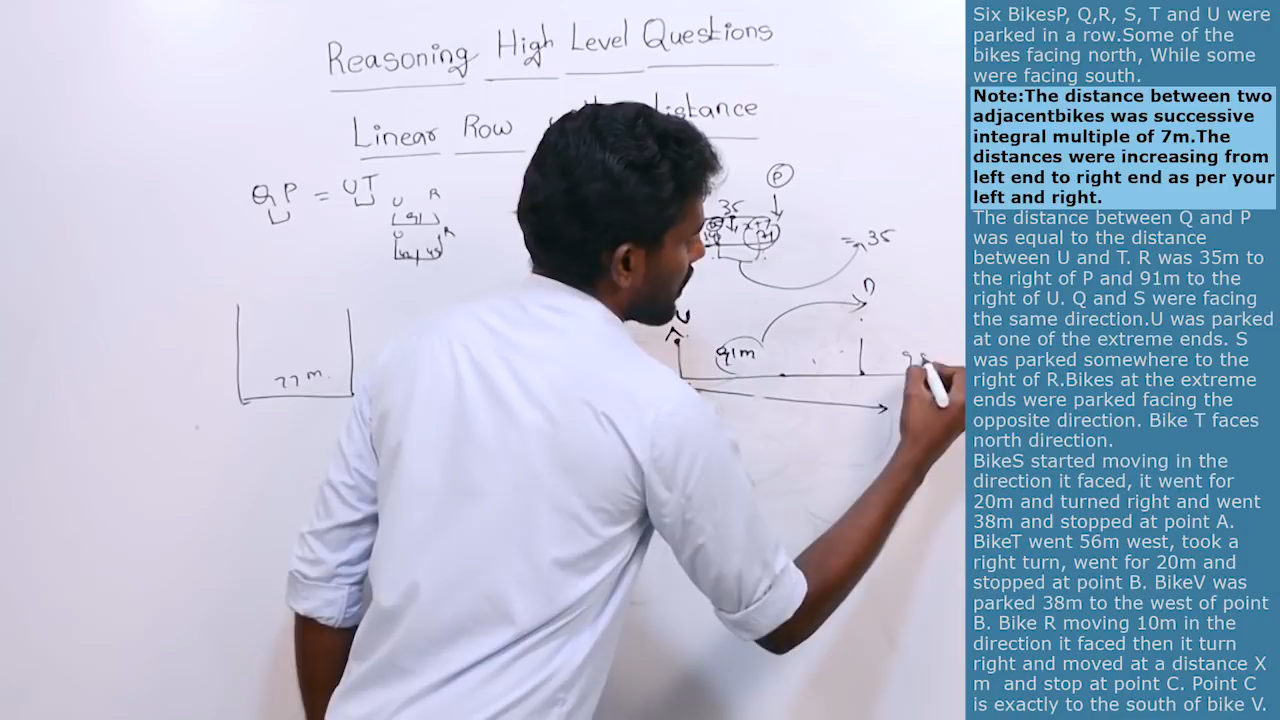 Reasoning High Level Questions
Linear Row
distance
QP = UT
U R
91
U R
35
P
= 35
77 m.
91m
Six BikesP, Q,R, S, T and U were
parked in a row.Some of the
bikes facing north, While some
were facing south.
Note:The distance between two
adjacentbikes was successive
integral multiple of 7m.The
distances were increasing from
left end to right end as per your
left and right.
The distance between Q and P
was equal to the distance
between U and T. R was 35m to
the right of P and 91m to the
right of U. Q and S were facing
the same direction.U was parked
at one of the extreme ends. S
was parked somewhere to the
right of R.Bikes at the extreme
ends were parked facing the
opposite direction. Bike T faces
north direction.
BikeS started moving in the
direction it faced, it went for
20m and turned right and went
38m and stopped at point A.
BikeT went 56m west, took a
right turn, went for 20m and
stopped at point B. BikeV was
parked 38m to the west of point
B. Bike R moving 10m in the
direction it faced then it turn
right and moved at a distance X
m and stop at point C. Point C
is exactly to the south of bike V.